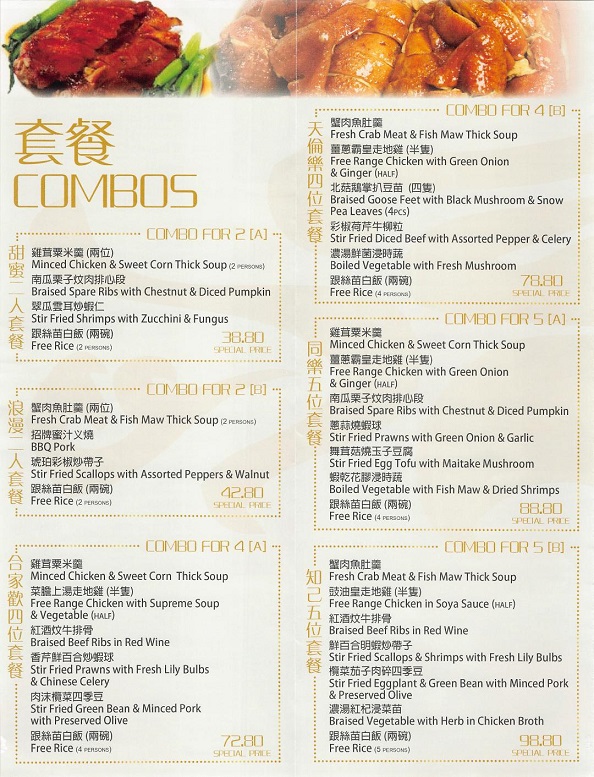 套餐
COMBOS
COMBO FOR 2 [A]
甜蜜二人套餐
雞茸粟米羹 (兩位)
Minced Chicken & Sweet Corn Thick Soup (2 PERSONS)
南瓜栗子炆肉排心段
Braised Spare Ribs with Chestnut & Diced Pumpkin
翠瓜雲耳炒蝦仁
Stir Fried Shrimps with Zucchini & Fungus
跟絲苗白飯 (兩碗)
Free Rice (2 PERSONS)
38.80
SPECIAL PRICE
COMBO FOR 2 [B]
浪漫二人套餐
蟹肉魚肚羹 (兩位)
Fresh Crab Meat & Fish Maw Thick Soup (2 PERSONS)
招牌蜜汁义燒
BBQ Pork
琥珀彩椒炒帶子
Stir Fried Scallops with Assorted Peppers & Walnut
跟絲苗白飯 (兩碗)
Free Rice (2 PERSONS)
42.80
SPECIAL PRICE
COMBO FOR 4 [A]
合家歡四位套餐
雞茸粟米羹
Minced Chicken & Sweet Corn Thick Soup
菜膽上湯走地雞 (半隻)
Free Range Chicken with Supreme Soup
& Vegetable (HALF)
紅酒炆牛排骨
Braised Beef Ribs in Red Wine
香芹鮮百合炒蝦球
Stir Fried Prawns with Fresh Lily Bulbs
& Chinese Celery
肉沫欖菜四季豆
Stir Fried Green Bean & Minced Pork
with Preserved Olive
跟絲苗白飯 (兩碗)
Free Rice (4 PERSONS)
72.80
SPECIAL PRICE
COMBO FOR 4 [B]
天倫樂四位套餐
蟹肉魚肚羹
Fresh Crab Meat & Fish Maw Thick Soup
薑蔥霸皇走地雞 (半隻)
Free Range Chicken with Green Onion
& Ginger (HALF)
北菇鵝掌扒豆苗 (四隻)
Braised Goose Feet with Black Mushroom & Snow
Pea Leaves (4PCS)
彩椒荷芹牛柳粒
Stir Fried Diced Beef with Assorted Pepper & Celery
濃湯鮮菌浸時蔬
Boiled Vegetable with Fresh Mushroom
跟絲苗白飯 (兩碗)
Free Rice (4 PERSONS)
78.80
SPECIAL PRICE
COMBO FOR 5 [A]
同樂五位套餐
雞茸粟米羹
Minced Chicken & Sweet Corn Thick Soup
薑蔥霸皇走地雞 (半隻)
Free Range Chicken with Green Onion
& Ginger (HALF)
南瓜栗子炆肉排心段
Braised Spare Ribs with Chestnut & Diced Pumpkin
蔥蒜燒蝦球
Stir Fried Prawns with Green Onion & Garlic
舞茸菇燒玉子豆腐
Stir Fried Egg Tofu with Maitake Mushroom
蝦乾花膠浸時蔬
Boiled Vegetable with Fish Maw & Dried Shrimps
跟絲苗白飯 (兩碗)
Free Rice (4 PERSONS)
88.80
SPECIAL PRICE
COMBO FOR 5 [B]
知己五位套餐
蟹肉魚肚羹
Fresh Crab Meat & Fish Maw Thick Soup
豉油皇走地雞 (半隻)
Free Range Chicken in Soya Sauce (HALF)
紅酒炆牛排骨
Braised Beef Ribs in Red Wine
鮮百合明蝦炒帶子
Stir Fried Scallops & Shrimps with Fresh Lily Bulbs
欖菜茄子肉碎四季豆
Stir Fried Eggplant & Green Bean with Minced Pork
& Preserved Olive
濃湯紅杞浸菜苗
Braised Vegetable with Herb in Chicken Broth
跟絲苗白飯 (兩碗)
Free Rice (5 PERSONS)
98.80
SPECIAL PRICE